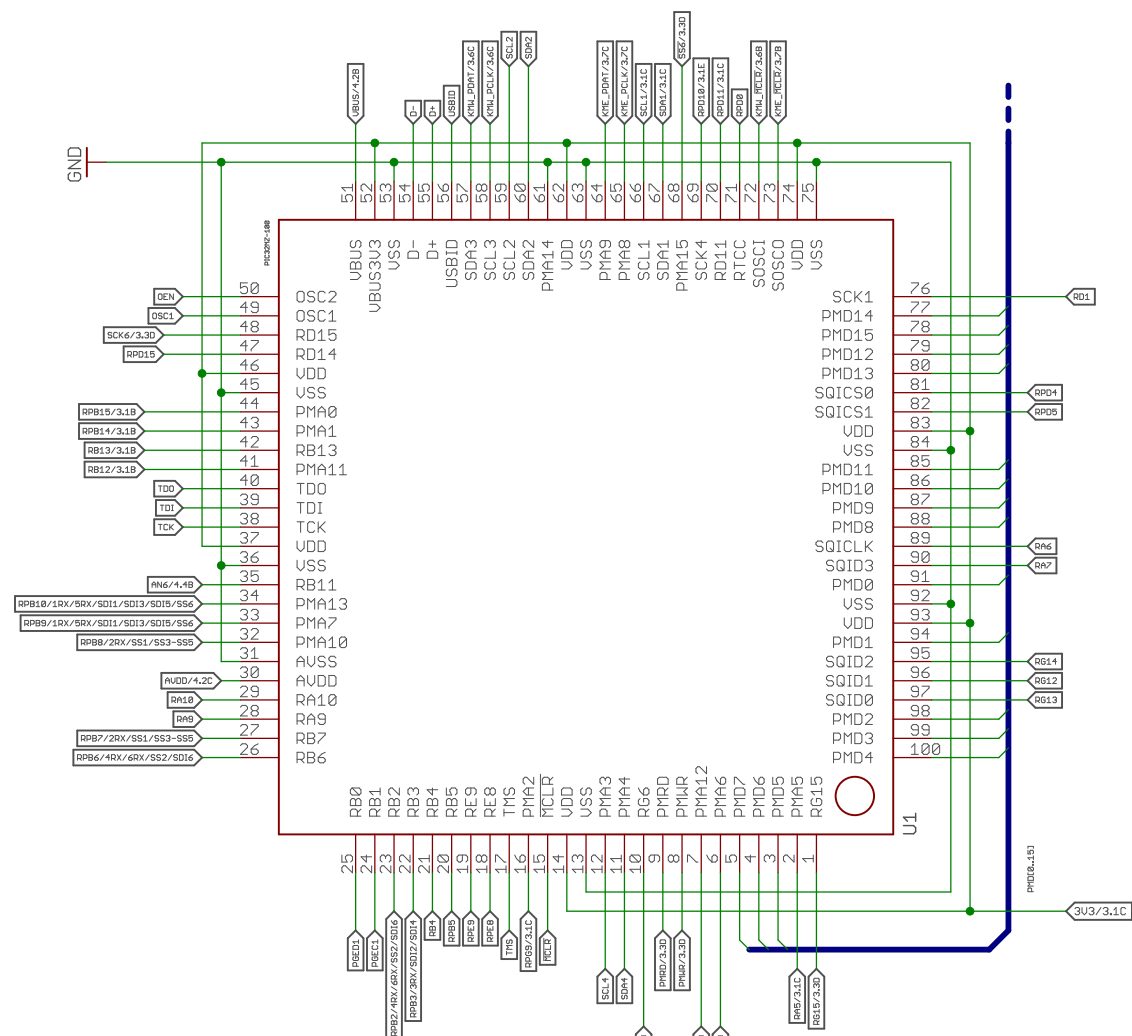 VBUS/4.2B
D-
D+
USBID
KMW_PDAT/3.6C
KMW_PCLK/3.6C
SCL2
SDA2
KME_PDAT/3.7C
KME_PCLK/3.7C
SCL1/3.1C
SDA1/3.1C
SS6/3.3D
RPD10/3.1E
RPD11/3.1C
RPD0
KMW_MCLR/3.6B
KME_MCLR/3.7B
GND
51
52
53
54
55
56
57
58
59
60
61
62
63
64
65
66
67
68
69
70
71
72
73
74
75
PIC32MZ-100
VBUS
VBUS3V3
VSS
D-
D+
USBID
SDA3
SCL3
SCL2
SDA2
PMA14
VDD
VSS
PMA9
PMA8
SCL1
SDA1
PMA15
SCK4
RD11
RTCC
SOSCI
SOSCO
VDD
VSS
OEN 50 OSC2
OSC1 49 OSC1
SCK6/3.3D 48 RD15
RPD15 47 RD14
46 VDD
45 VSS
RPB15/3.1B 44 PMA0
RPB14/3.1B 43 PMA1
RB13/3.1B 42 RB13
RB12/3.1B 41 PMA11
TDO 40 TDO
TDI 39 TDI
TCK 38 TCK
37 VDD
36 VSS
AN6/4.4B 35 RB11
RPB10/1RX/5RX/SDI1/SDI3/SDI5/SS6 34 PMA13
RPB9/1RX/5RX/SDI1/SDI3/SDI5/SS6 33 PMA7
RPB8/2RX/SS1/SS3-SS5 32 PMA10
31 AVSS
AVDD/4.2C 30 AVDD
RA10 29 RA10
RA9 28 RA9
RPB7/2RX/SS1/SS3-SS5 27 RB7
RPB6/4RX/6RX/SS2/SDI6 26 RB6
SCK1 76 RD1
PMD14 77
PMD15 78
PMD12 79
PMD13 80
SQICS0 81 RPD4
SQICS1 82 RPD5
VDD 83
VSS 84
PMD11 85
PMD10 86
PMD9 87
PMD8 88
SQICLK 89 RA6
SQID3 90 RA7
PMD0 91
VSS 92
VDD 93
PMD1 94
SQID2 95 RG14
SQID1 96 RG12
SQID0 97 RG13
PMD2 98
PMD3 99
PMD4 100
RB0
RB1
RB2
RB3
RB4
RB5
RE9
RE8
TMS
PMA2
MCLR
VDD
VSS
PMA3
PMA4
RG6
PMRD
PMWR
PMA12
PMA6
PMD7
PMD6
PMD5
PMA5
RG15
U1
25
24
23
22
21
20
19
18
17
16
15
14
13
12
11
10
9
8
7
6
5
4
3
2
1
PMD[0..15]
3V3/3.1C
PGED1
PGEC1
RPB2/4RX/6RX/SS2/SDI6
RPB3/3RX/SDI2/SDI4
RB4
RPB5
RPE9
RPE8
TMS
RPG9/3.1C
MCLR
SCL4
SDA4
PMRD/3.3D
PMWR/3.3D
RA5/3.1C
RG15/3.3D